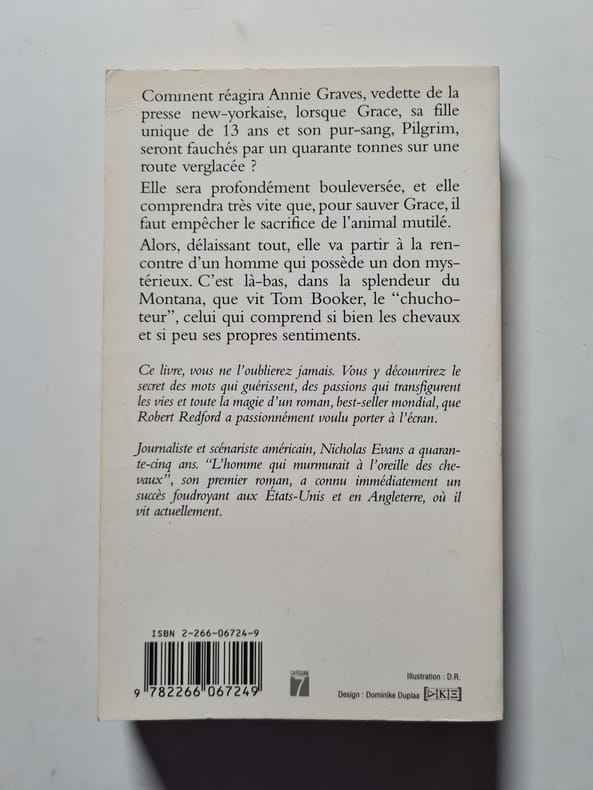 Comment réagira Annie Graves, vedette de la
presse new-yorkaise, lorsque Grace, sa fille
unique de 13 ans et son pur-sang, Pilgrim,
seront fauchés par un quarante tonnes sur une
route verglacée ?
Elle sera profondément bouleversée, et elle
comprendra très vite que, pour sauver Grace, il
faut empêcher le sacrifice de l'animal mutilé.
Alors, délaissant tout, elle va partir à la ren-
contre d'un homme qui possède un don mys-
térieux. C'est là-bas, dans la splendeur du
Montana, que vit Tom Booker, le “chucho-
teur”, celui qui comprend si bien les chevaux
et si peu ses propres sentiments.
Ce livre, vous ne l'oublierez jamais. Vous y découvrirez le
secret des mots qui guérissent, des passions qui transfigurent
les vies et toute la magie d'un roman, best-seller mondial, que
Robert Redford a passionnément voulu porter à l'écran.
Journaliste et scénariste américain, Nicholas Evans a quaran-
te-cinq ans. “L'homme qui murmurait à l'oreille des che-
vaux”, son premier roman, a connu immédiatement un
succès foudroyant aux États-Unis et en Angleterre, où il
vit actuellement.
ISBN 2-266-06724-9
9 782266 067249
CATÉGORIE
7
Illustration : D.R.
Design : Dominike Duplaa